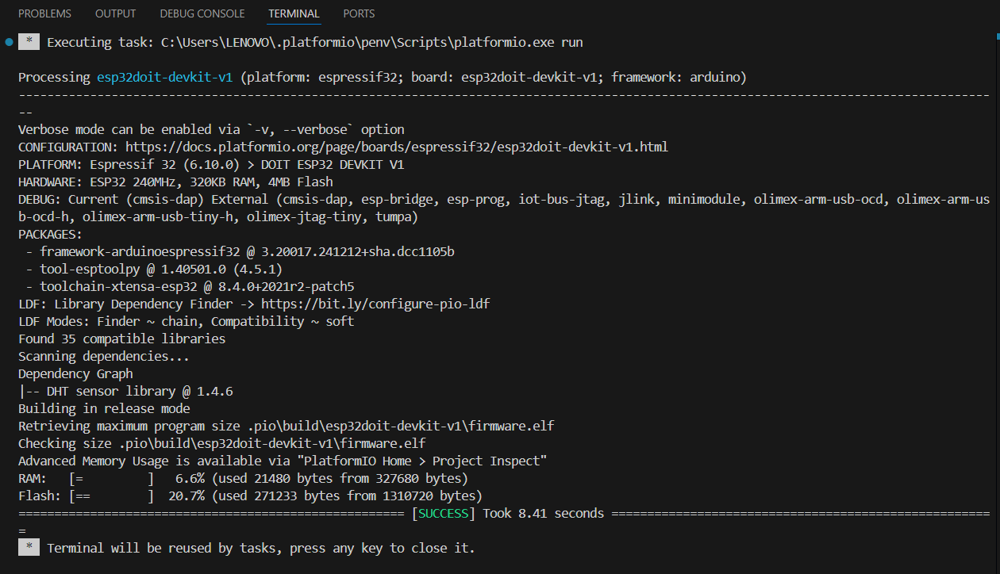 PROBLEMS OUTPUT DEBUG CONSOLE TERMINAL PORTS
* Executing task: C:\Users\LENOVO\.platformio\penv\Scripts\platformio.exe run
Processing esp32doit-devkit-v1 (platform: espressif32; board: esp32doit-devkit-v1; framework: arduino)
----------------------------------------------------------------------------------------------------------------------------------------
--
Verbose mode can be enabled via `-v, --verbose` option
CONFIGURATION: https://docs.platformio.org/page/boards/espressif32/esp32doit-devkit-v1.html
PLATFORM: Espressif 32 (6.10.0) > DOIT ESP32 DEVKIT V1
HARDWARE: ESP32 240MHz, 320KB RAM, 4MB Flash
DEBUG: Current (cmsis-dap) External (cmsis-dap, esp-bridge, esp-prog, iot-bus-jtag, jlink, minimodule, olimex-arm-usb-ocd, olimex-arm-us
b-ocd-h, olimex-arm-usb-tiny-h, olimex-jtag-tiny, tumpa)
PACKAGES:
 - framework-arduinoespressif32 @ 3.20017.241212+sha.dcc1105b
 - tool-esptoolpy @ 1.40501.0 (4.5.1)
 - toolchain-xtensa-esp32 @ 8.4.0+2021r2-patch5
LDF: Library Dependency Finder -> https://bit.ly/configure-pio-ldf
LDF Modes: Finder ~ chain, Compatibility ~ soft
Found 35 compatible libraries
Scanning dependencies...
Dependency Graph
|-- DHT sensor library @ 1.4.6
Building in release mode
Retrieving maximum program size .pio\build\esp32doit-devkit-v1\firmware.elf
Checking size .pio\build\esp32doit-devkit-v1\firmware.elf
Advanced Memory Usage is available via "PlatformIO Home > Project Inspect"
RAM:   [=         ]   6.6% (used 21480 bytes from 327680 bytes)
Flash: [==        ]  20.7% (used 271233 bytes from 1310720 bytes)
====================================================== [SUCCESS] Took 8.41 seconds =====================================================
=
* Terminal will be reused by tasks, press any key to close it.